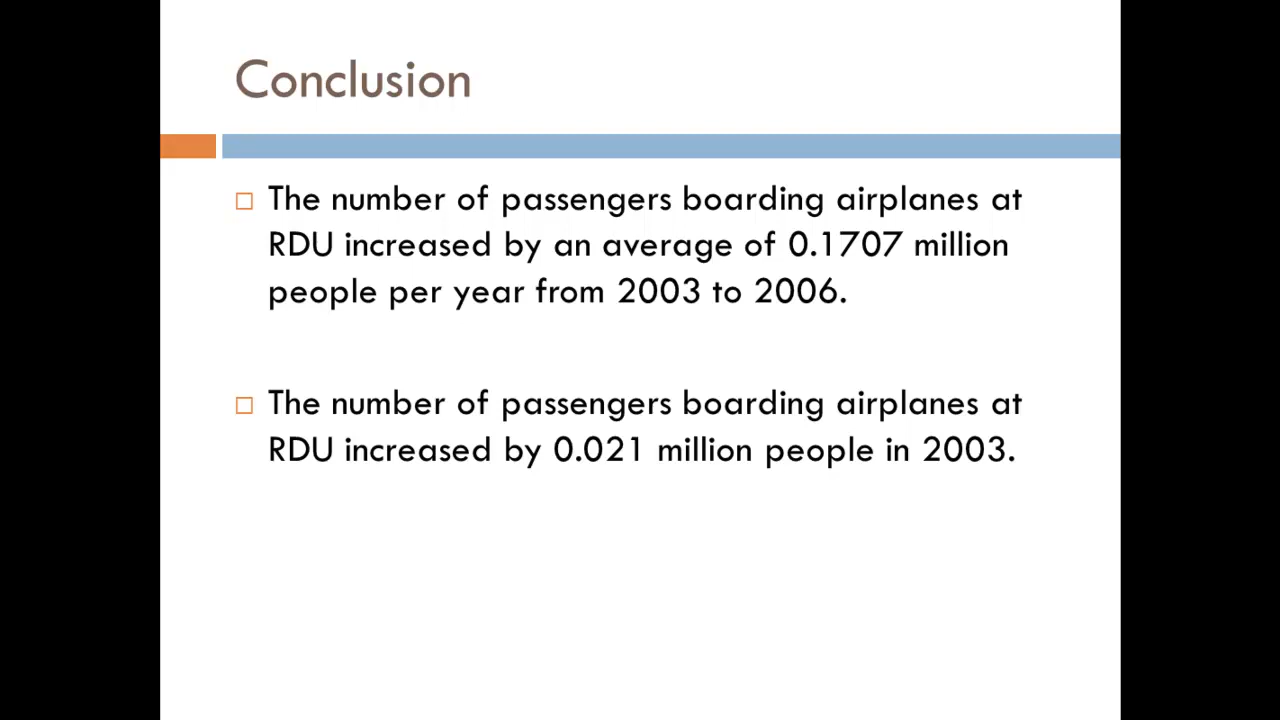 Conclusion
The number of passengers boarding airplanes at
RDU increased by an average of 0.1707 million
people per year from 2003 to 2006.
The number of passengers boarding airplanes at
RDU increased by 0.021 million people in 2003.